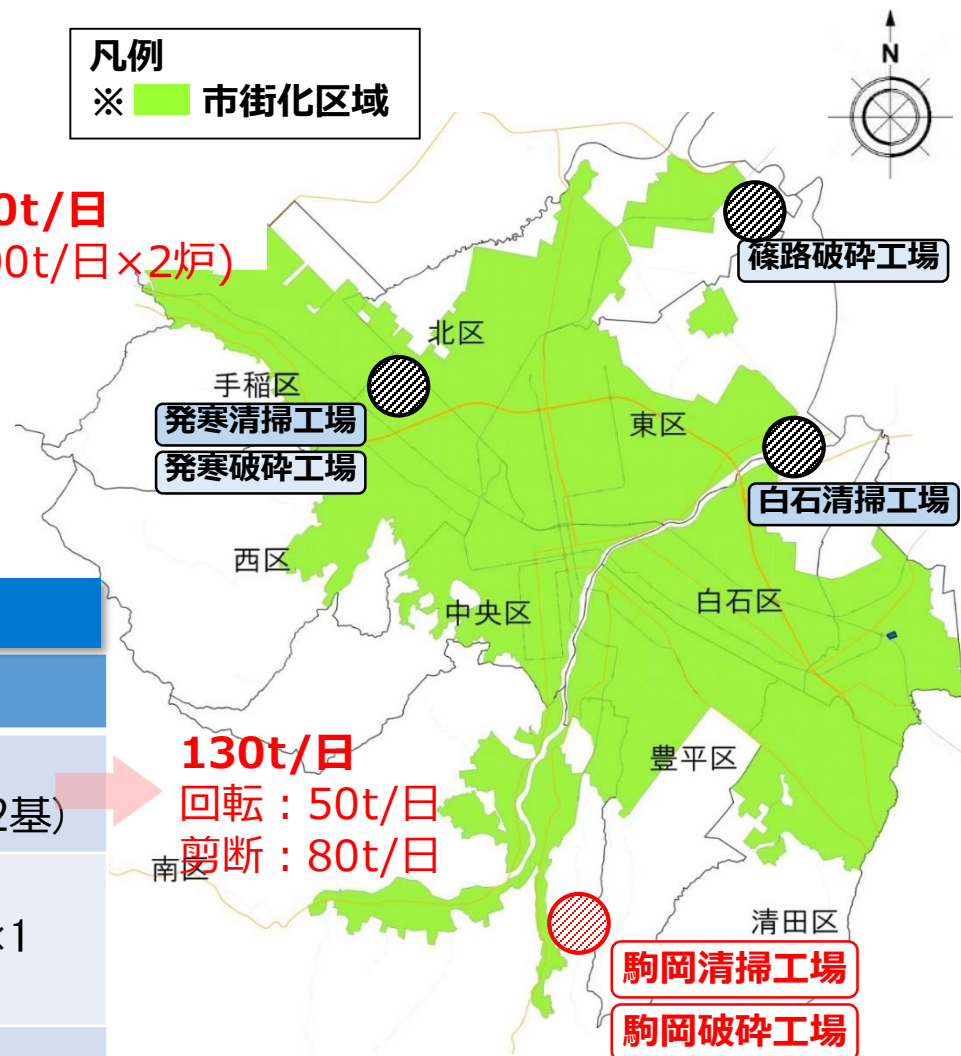 凡例
※ 市街化区域
N
0t/日
00t/日×2炉)
篠路破砕工場
北区
手稲区
発寒清掃工場
発寒破砕工場
東区
白石清掃工場
西区
中央区
白石区
130t/日
回転：50t/日
剪断：80t/日
2基)
×1
豊平区
南区
清田区
駒岡清掃工場
駒岡破砕工場